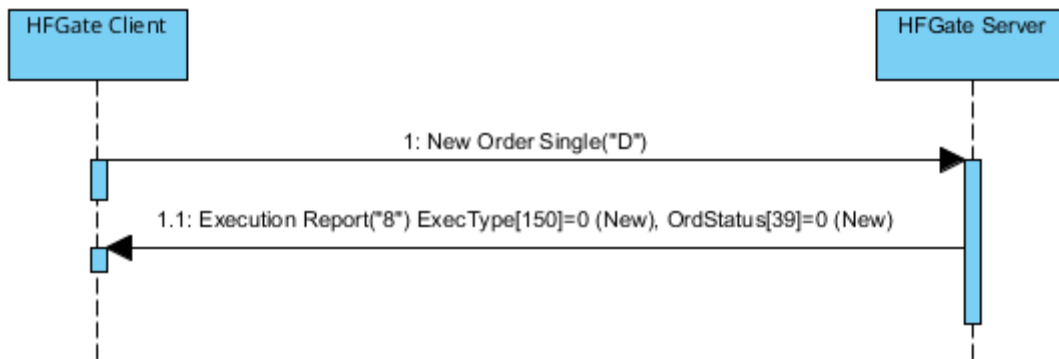 HFGate Client
HFGate Server
1: New Order Single("D")
1.1: Execution Report("8") ExecType[150]=0 (New), OrdStatus[39]=0 (New)